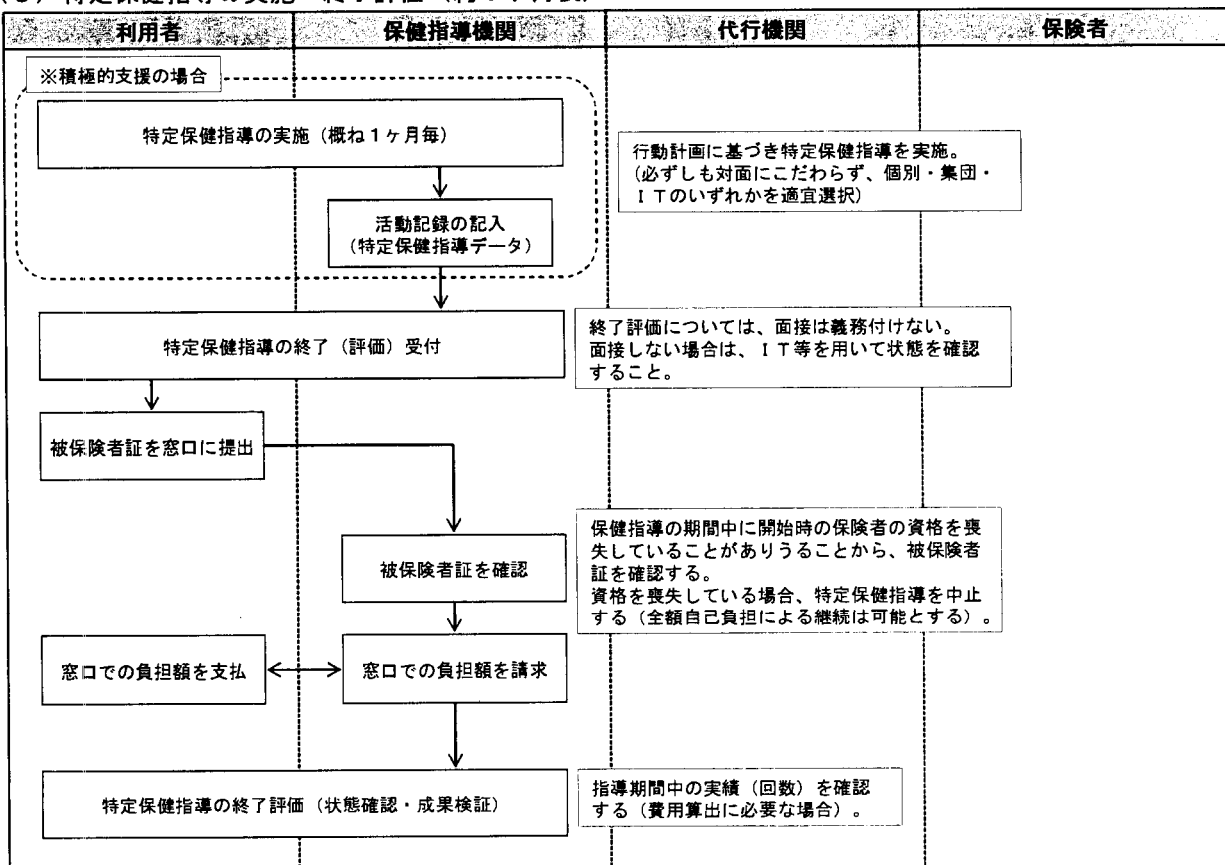 特定保健指導の実施
利用者 保健指導機関 代行機関 保険者
※積極的支援の場合
特定保健指導の実施（概ね１ヶ月毎）
行動計画に基づき特定保健指導を実施。
（必ずしも対面にこだわらず、個別・集団・
ＩＴのいずれかを適宜選択）
活動記録の記入
（特定保健指導データ）
特定保健指導の終了（評価）受付
終了評価については、面接は義務付けない。
面接しない場合は、ＩＴ等を用いて状態を確認
すること。
被保険者証を窓口に提出
保健指導の期間中に開始時の保険者の資格を喪
失していることがありうることから、被保険者
証を確認する。
資格を喪失している場合、特定保健指導を中止
する（全額自己負担による継続は可能とする）。
被保険者証を確認
窓口での負担額を支払
窓口での負担額を請求
特定保健指導の終了評価（状態確認・成果検証）
指導期間中の実績（回数）を確認
する（費用算出に必要な場合）。